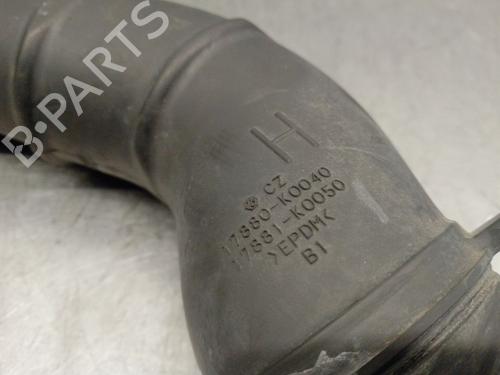 B-Parts
H
CZ
17880-K0040
17881-K0050
>EPDM<
B1